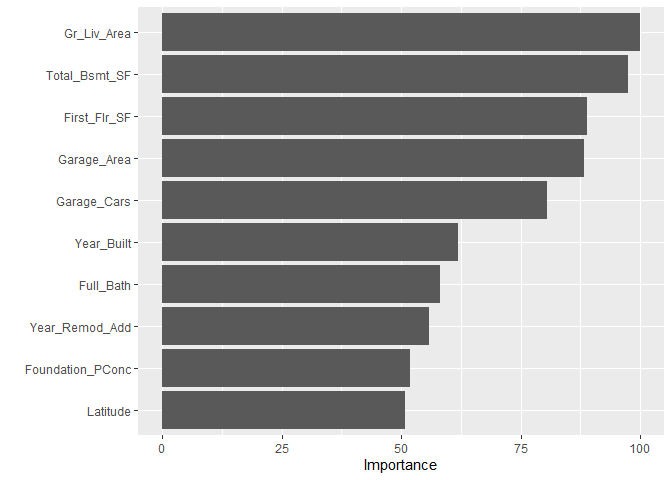 Gr_Liv_Area
Total_Bsmt_SF
First_Flr_SF
Garage_Area
Garage_Cars
Year_Built
Full_Bath
Year_Remod_Add
Foundation_PConc
Latitude
0 25 50 75 100
Importance